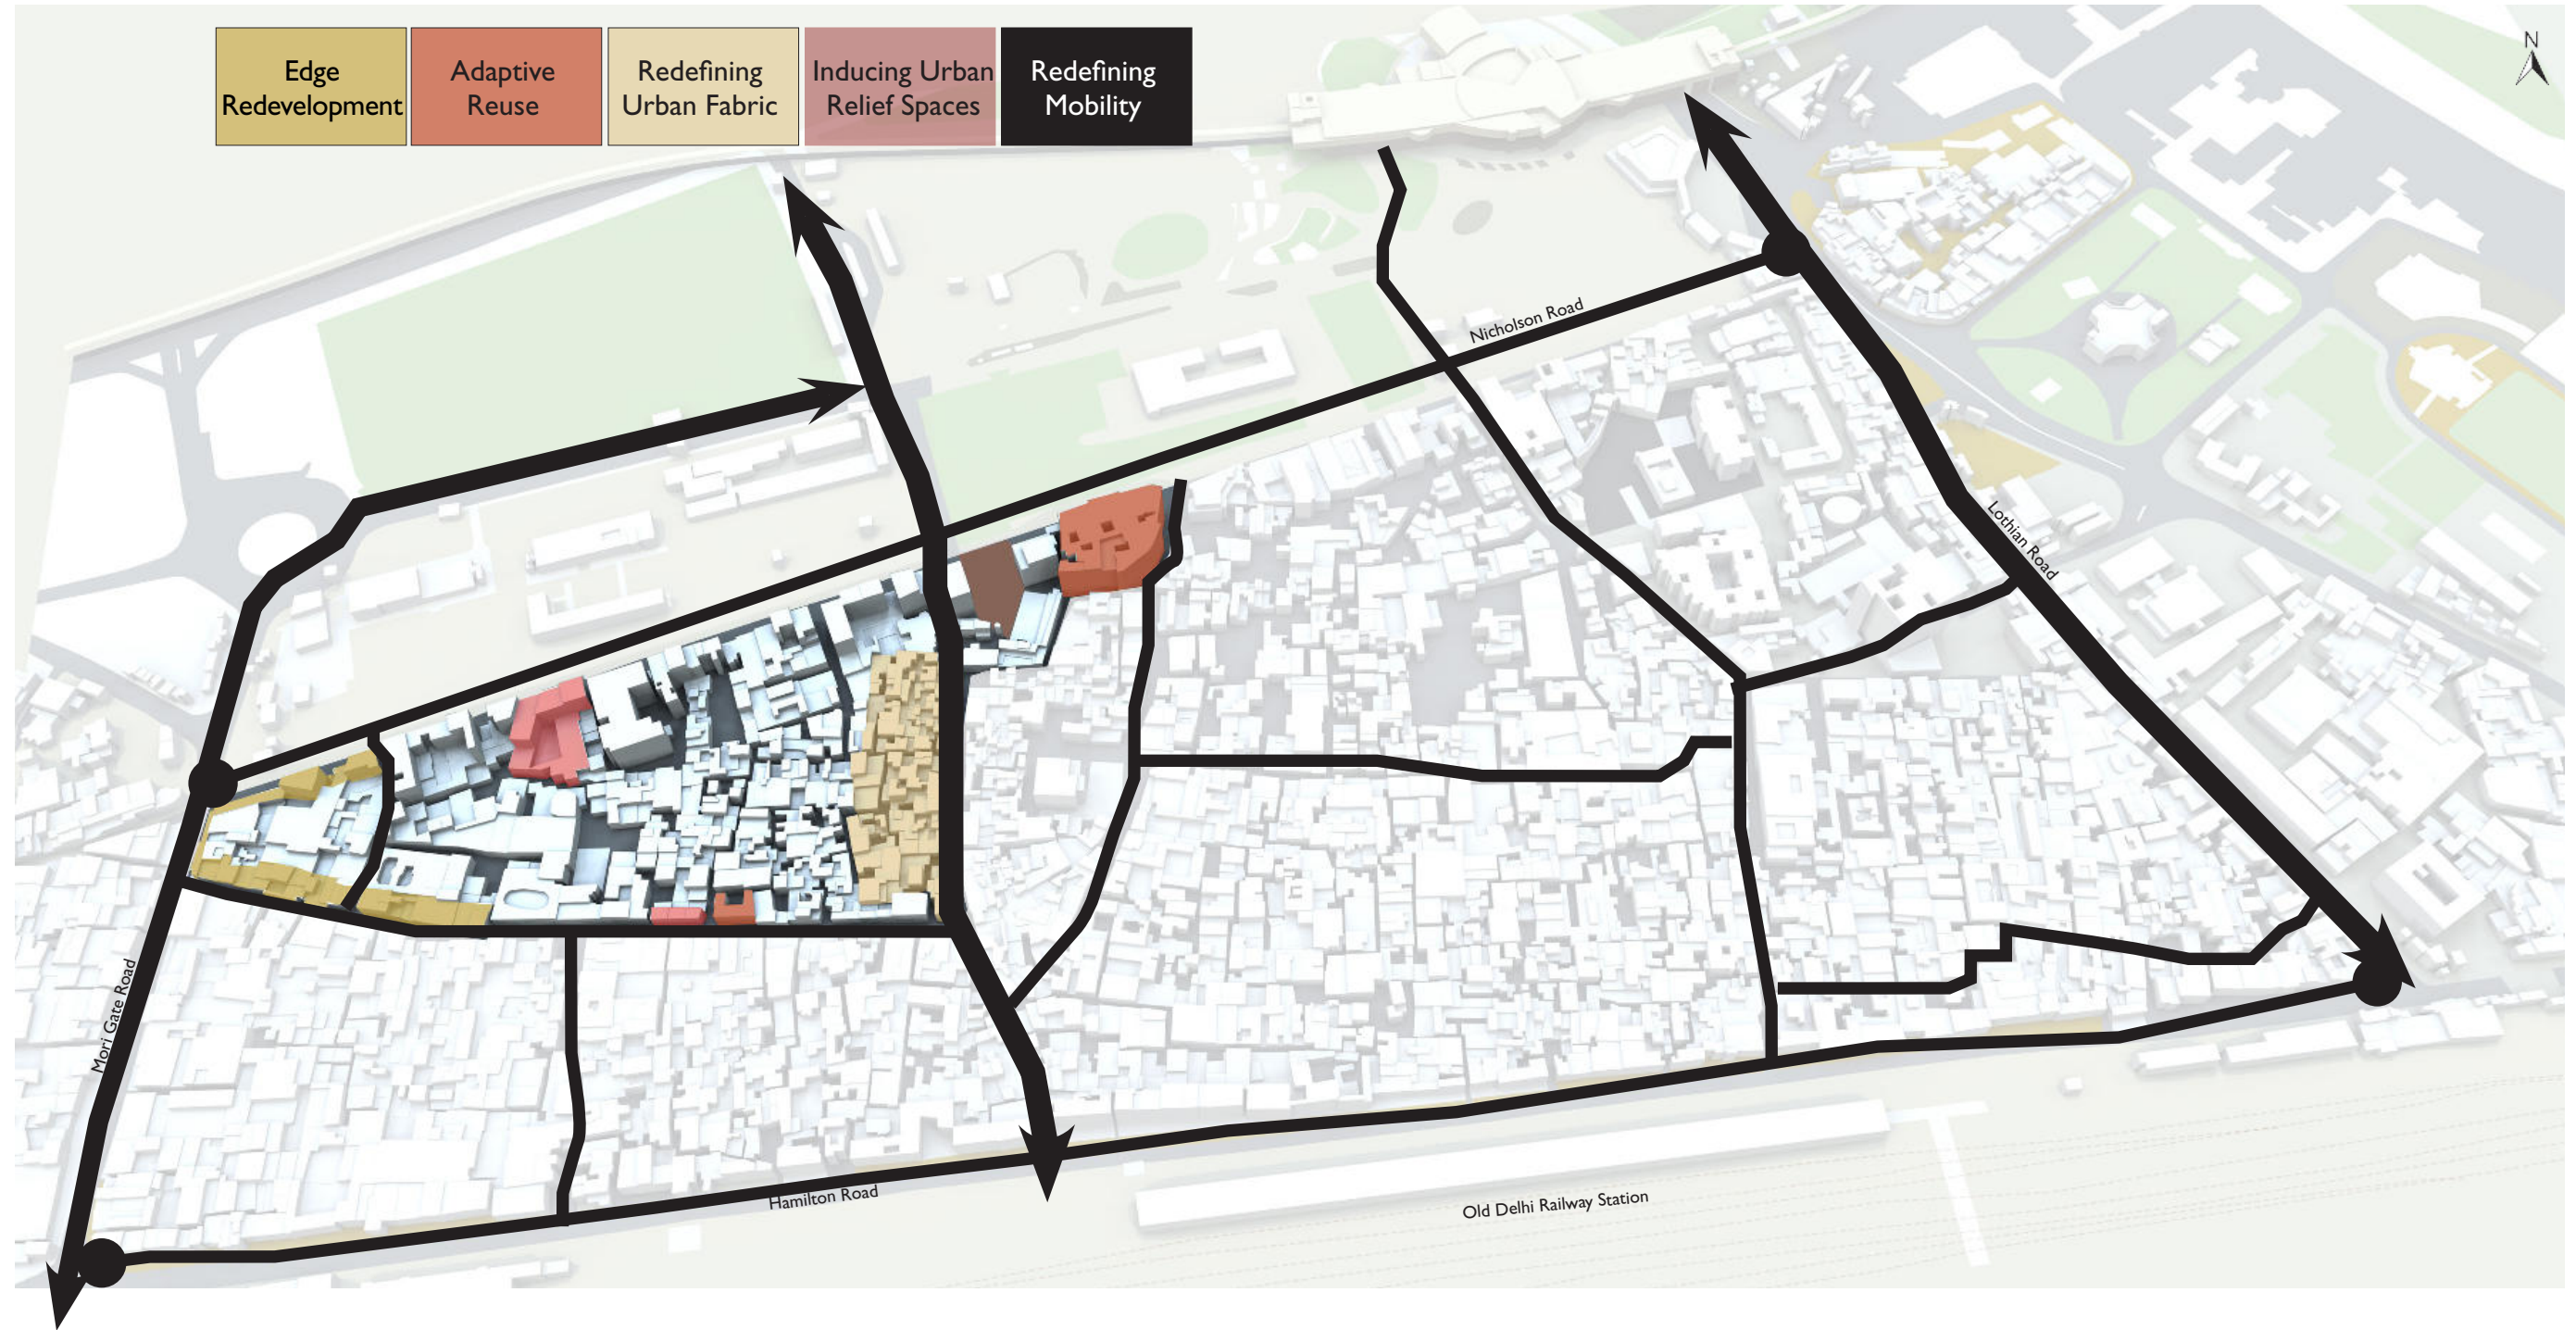 Edge
Redevelopment
Adaptive
Reuse
Redefining
Urban Fabric
Inducing Urban
Relief Spaces
Redefining
Mobility
N
Nicholson Road
Lothian Road
Mori Gate Road
Hamilton Road
Old Delhi Railway Station